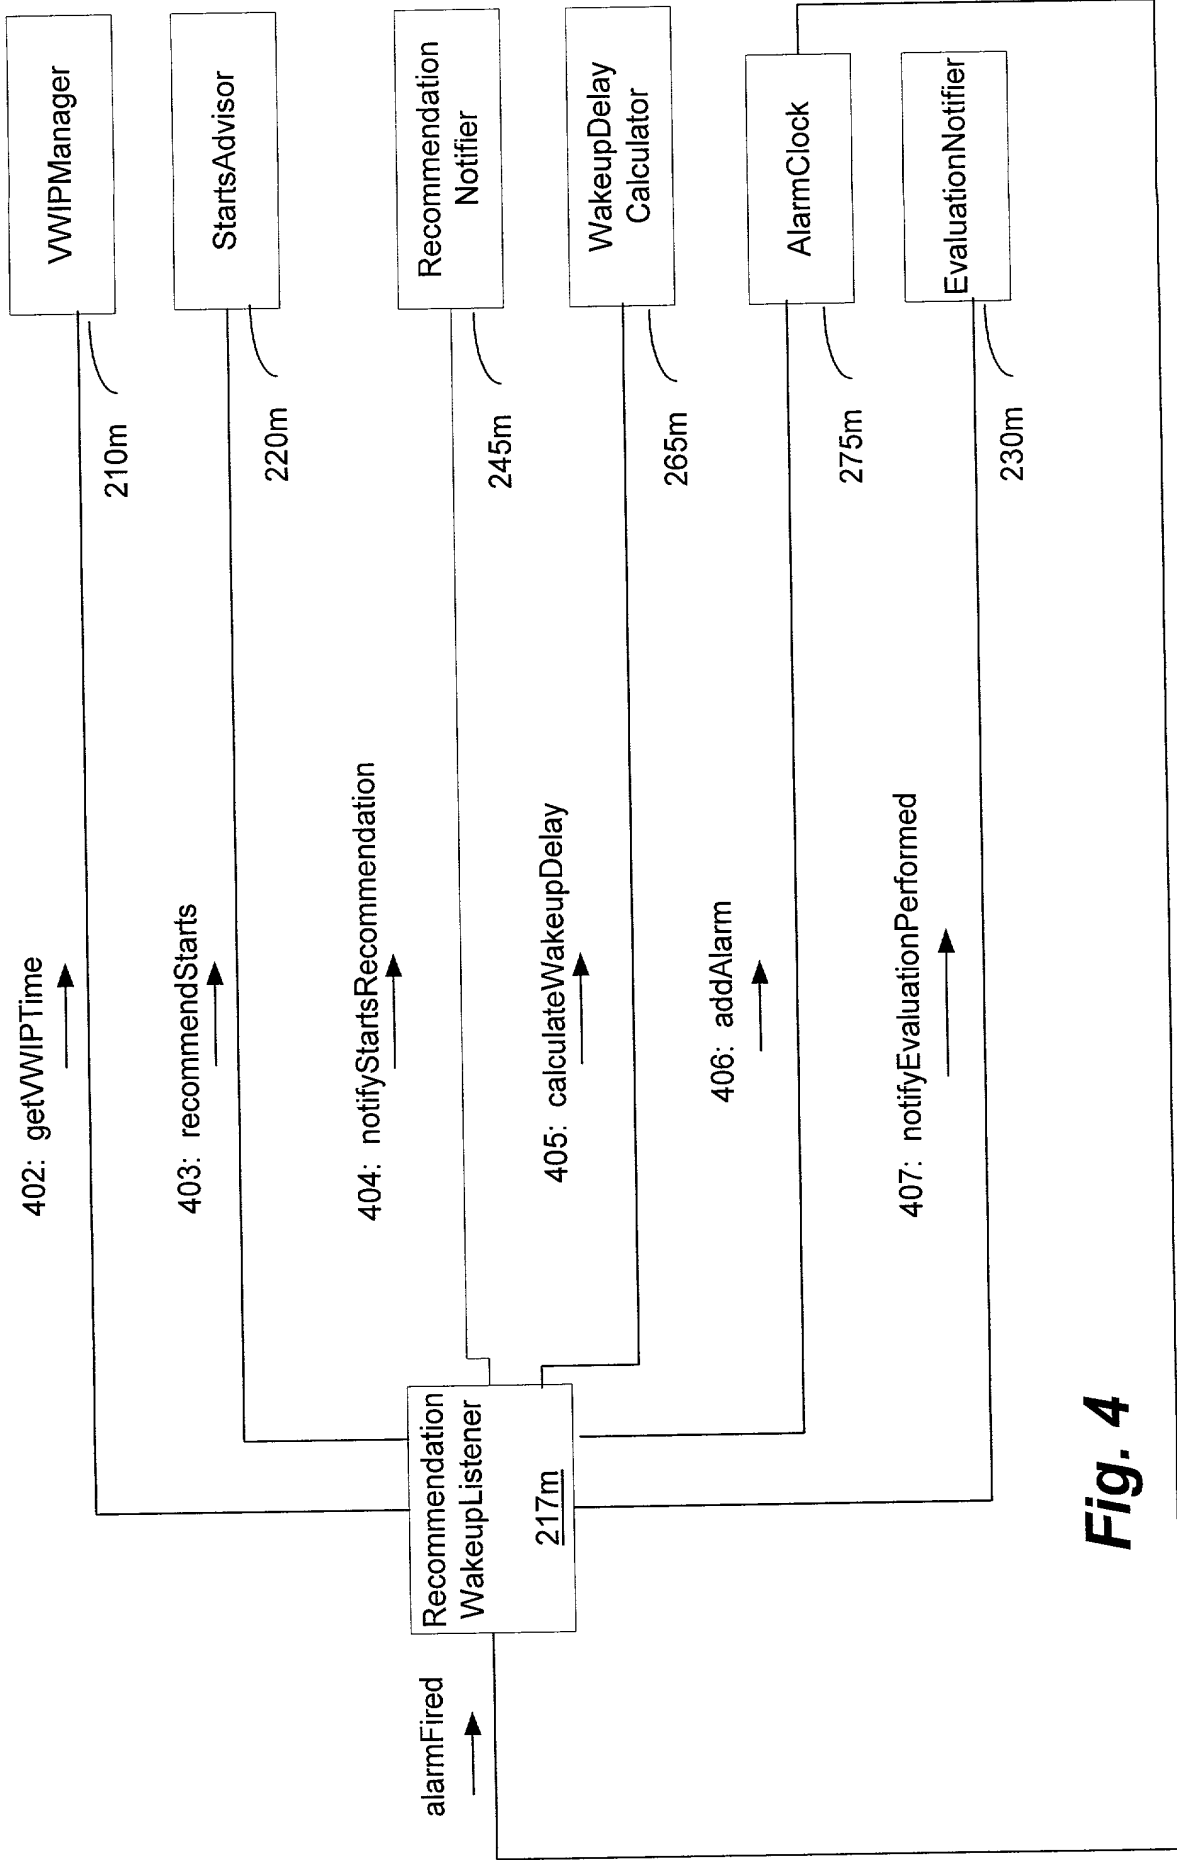 402: getVWIPTime
VWIPManager
210m
403: recommendStarts
StartsAdvisor
220m
404: notifyStartsRecommendation
Recommendation
Notifier
245m
alarmFired
Recommendation
WakeupListener
217m
405: calculateWakeupDelay
WakeupDelay
Calculator
265m
406: addAlarm
AlarmClock
275m
407: notifyEvaluationPerformed
EvaluationNotifier
230m
Fig. 4